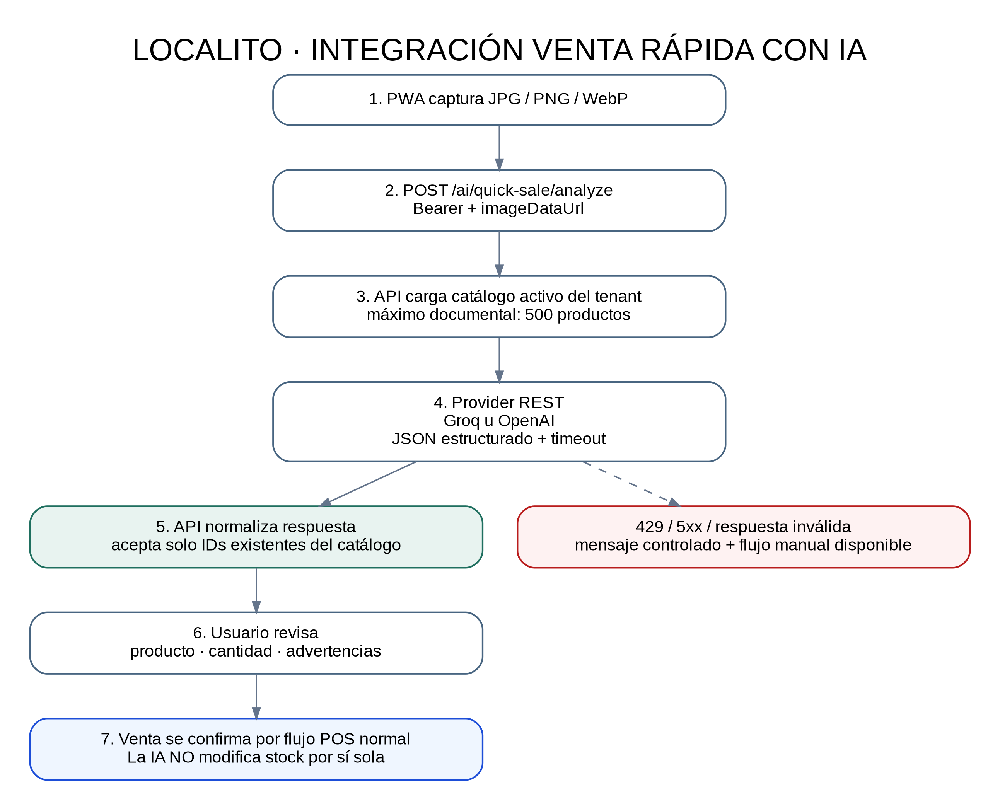 LOCALITO · INTEGRACIÓN VENTA RÁPIDA CON IA
1. PWA captura JPG / PNG / WebP
2. POST /ai/quick-sale/analyze
Bearer + imageDataUrl
3. API carga catálogo activo del tenant
máximo documental: 500 productos
4. Provider REST
Groq u OpenAI
JSON estructurado + timeout
5. API normaliza respuesta
acepta solo IDs existentes del catálogo
429 / 5xx / respuesta inválida
mensaje controlado + flujo manual disponible
6. Usuario revisa
producto · cantidad · advertencias
7. Venta se confirma por flujo POS normal
La IA NO modifica stock por sí sola